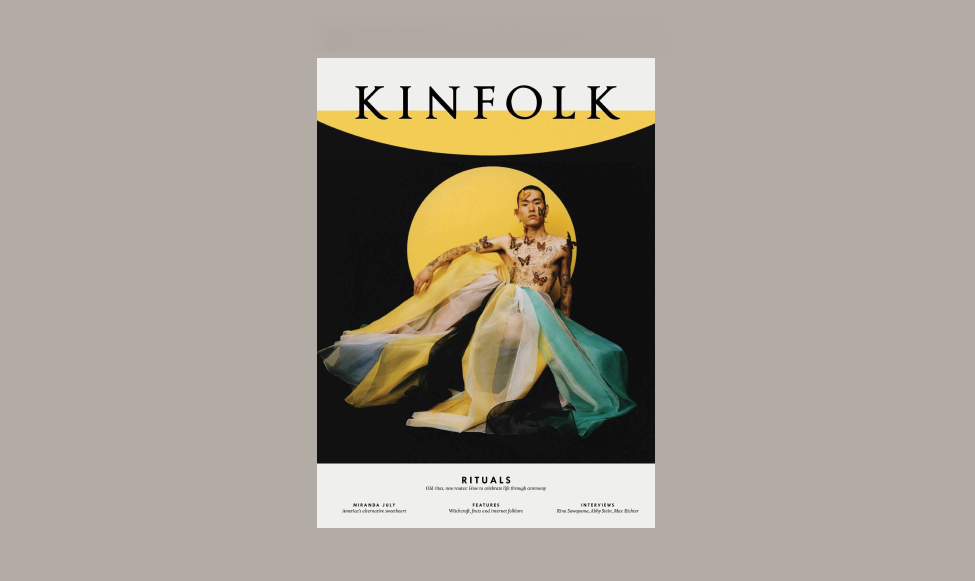 KINFOLK
RITUALS
Old rites, new routes: How to celebrate life through ceremony
MIRANDA JULY
America's alternative sweetheart
FEATURES
Witchcraft, frats and internet folklore
INTERVIEWS
Rina Sawayama, Abby Stein, Max Richter